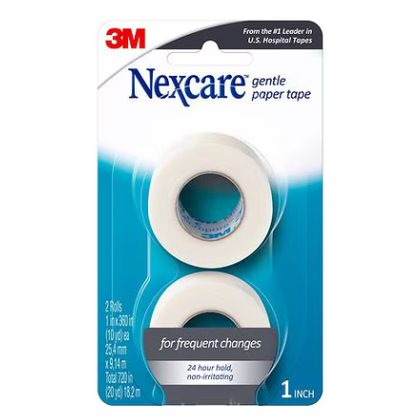 3M
From the #1 Leader in
U.S. Hospital Tapes
Nexcare™ gentle
paper tape
Micropore
2 Rolls
1 in x 360 in
(10 yd) ea
25,4 mm
x 9,14 m
Total 720 in
(20 yd) 18,2 m
for frequent changes
24 hour hold,
non-irritating
1 INCH